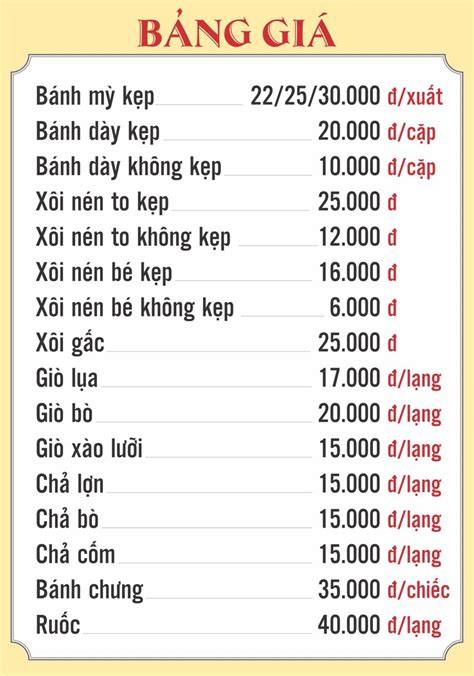 BẢNG GIÁ
Bánh mỳ kẹp 22/25/30.000 đ/xuất
Bánh dày kẹp 20.000 đ/cặp
Bánh dày không kẹp 10.000 đ/cặp
Xôi nén to kẹp 25.000 đ
Xôi nén to không kẹp 12.000 đ
Xôi nén bé kẹp 16.000 đ
Xôi nén bé không kẹp 6.000 đ
Xôi gấc 25.000 đ
Giò lụa 17.000 đ/lạng
Giò bò 20.000 đ/lạng
Giò xào lưỡi 15.000 đ/lạng
Chả lợn 15.000 đ/lạng
Chả bò 15.000 đ/lạng
Chả cốm 15.000 đ/lạng
Bánh chưng 35.000 đ/chiếc
Ruốc 40.000 đ/lạng